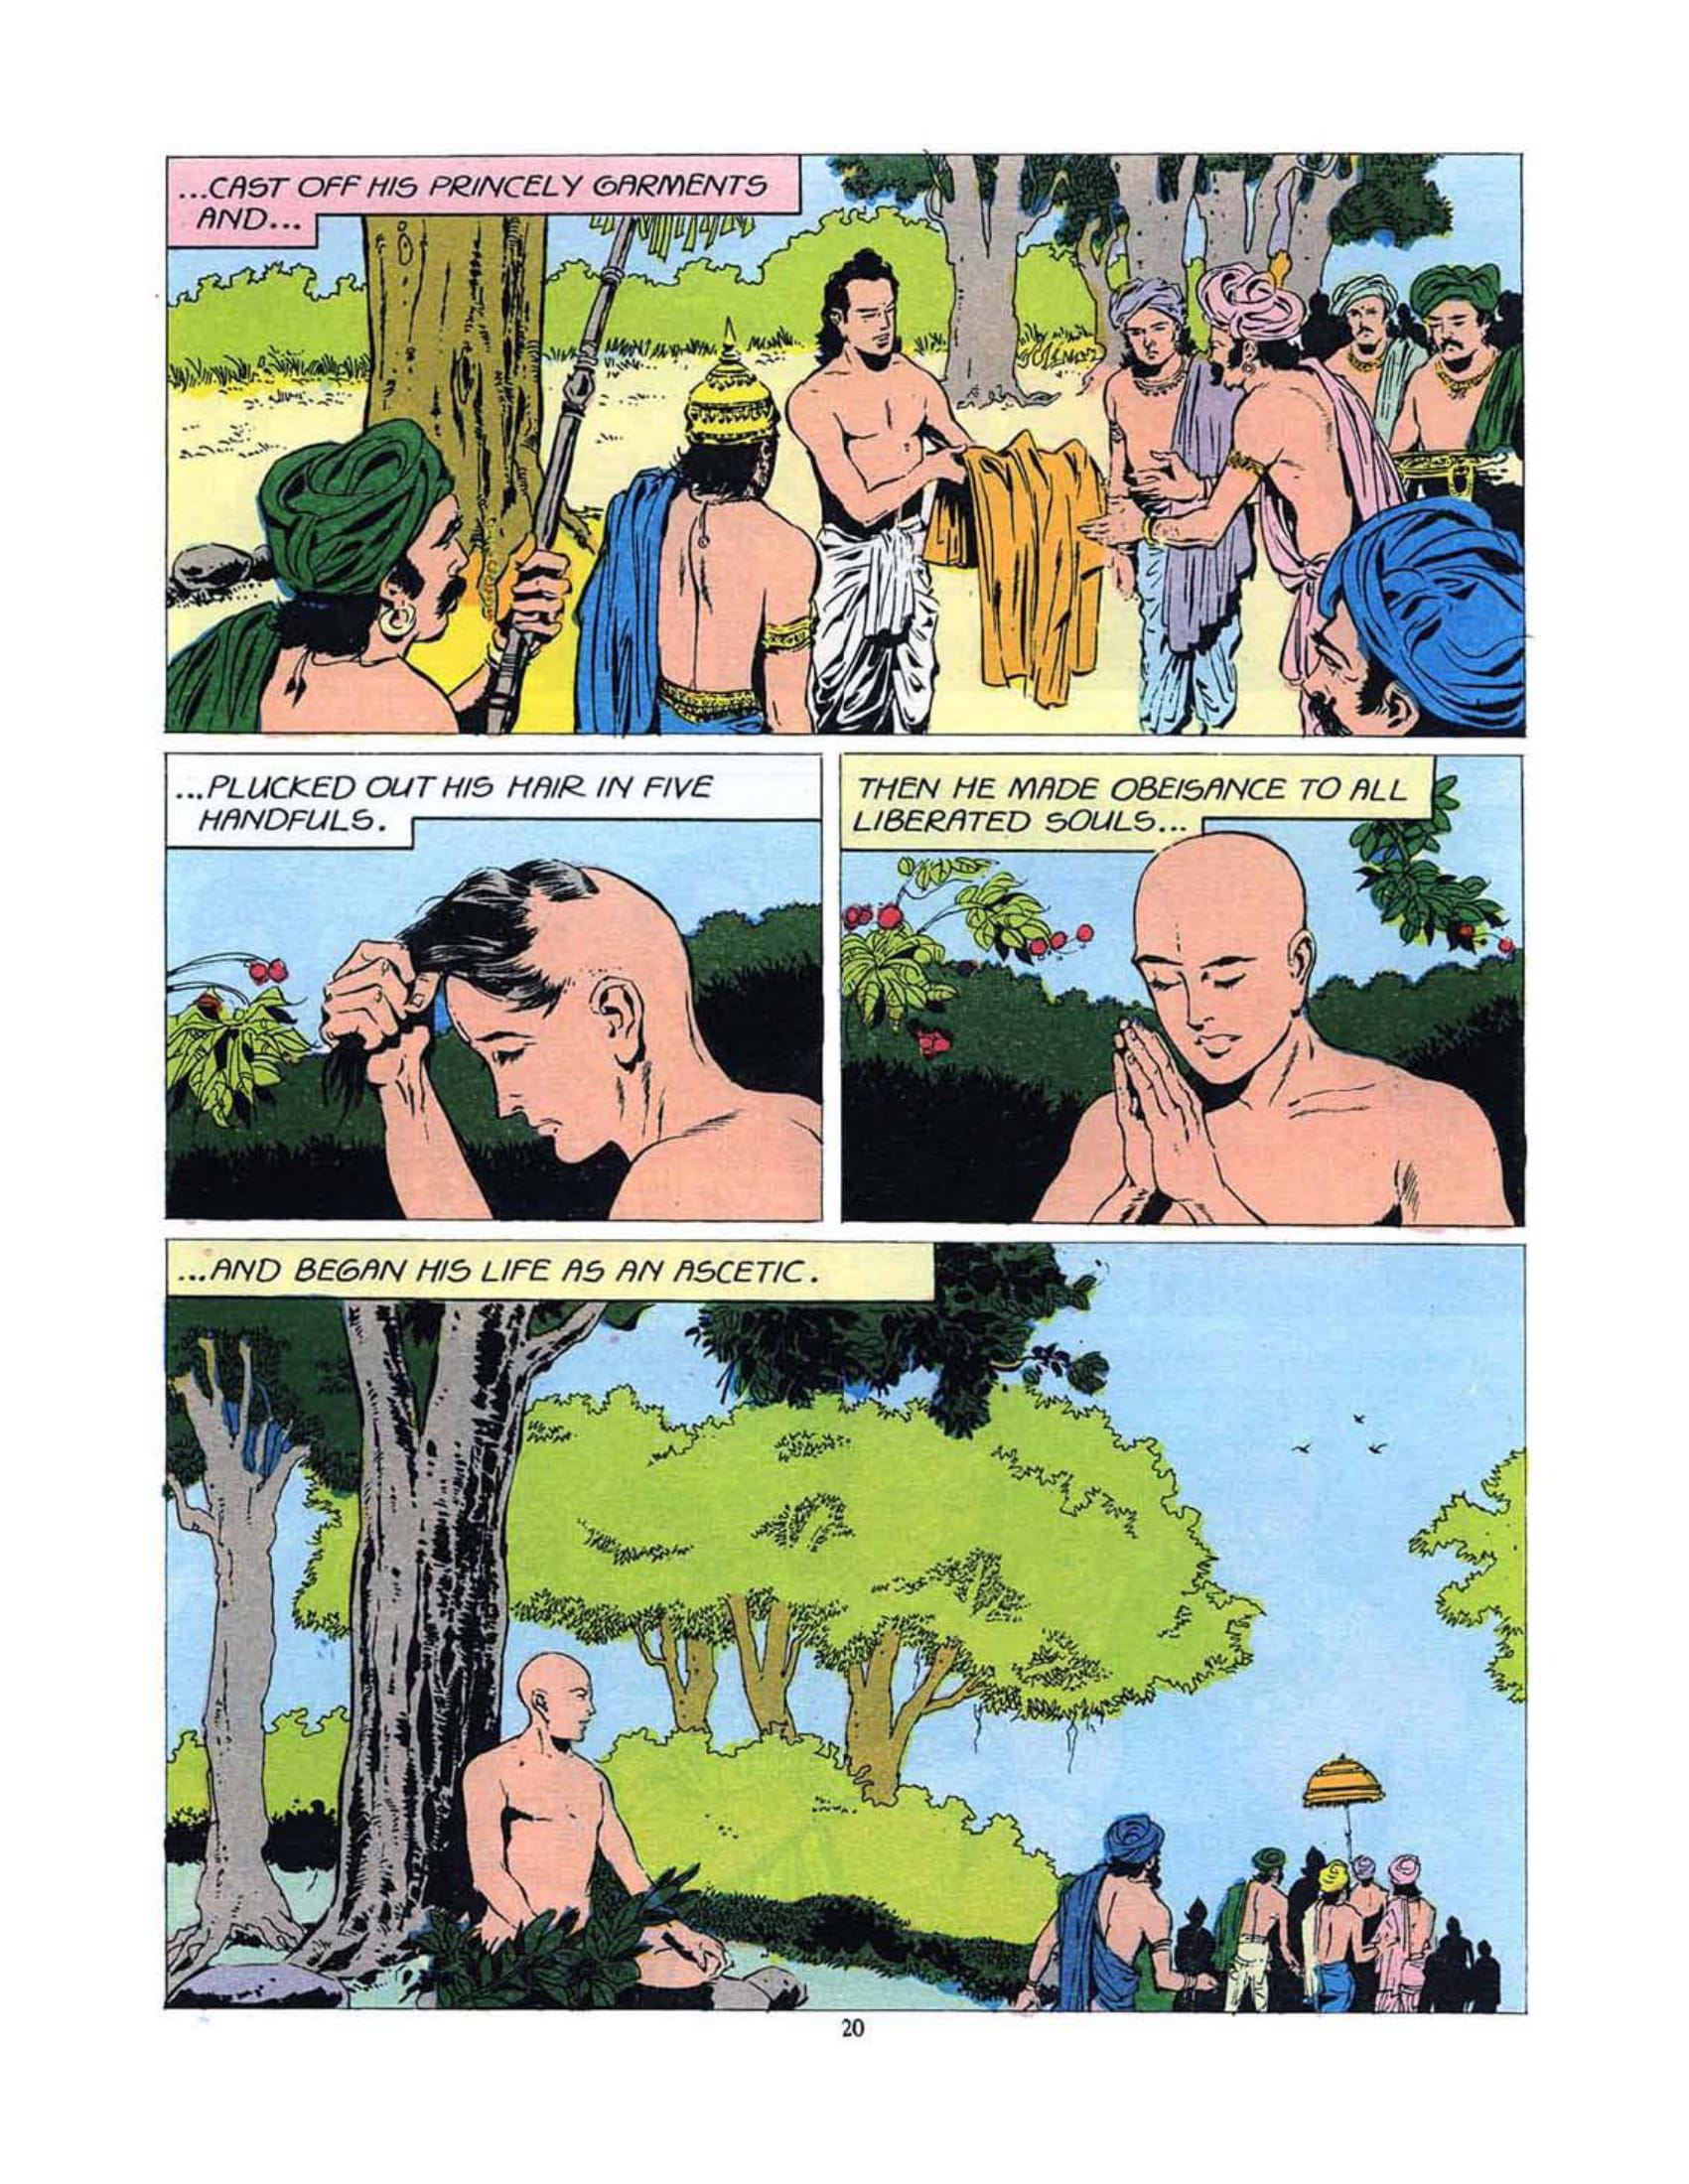 ...CAST OFF HIS PRINCELY GARMENTS
AND...
...PLUCKED OUT HIS HAIR IN FIVE
HANDFULS.
THEN HE MADE OBEISANCE TO ALL
LIBERATED SOULS...
...AND BEGAN HIS LIFE AS AN ASCETIC.
20